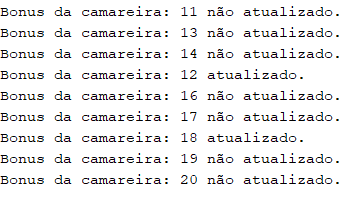 Bonus da camareira: 11 não atualizado.
Bonus da camareira: 13 não atualizado.
Bonus da camareira: 14 não atualizado.
Bonus da camareira: 12 atualizado.
Bonus da camareira: 16 não atualizado.
Bonus da camareira: 17 não atualizado.
Bonus da camareira: 18 atualizado.
Bonus da camareira: 19 não atualizado.
Bonus da camareira: 20 não atualizado.